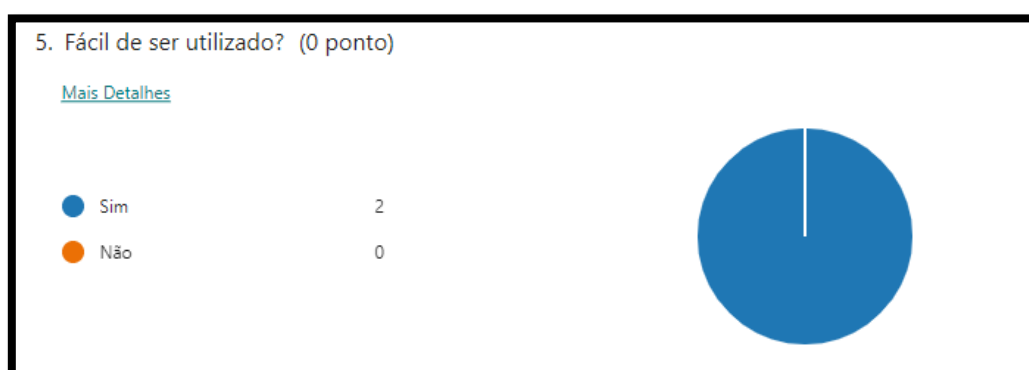 5. Fácil de ser utilizado? (0 ponto)
Mais Detalhes
Sim 2
Não 0